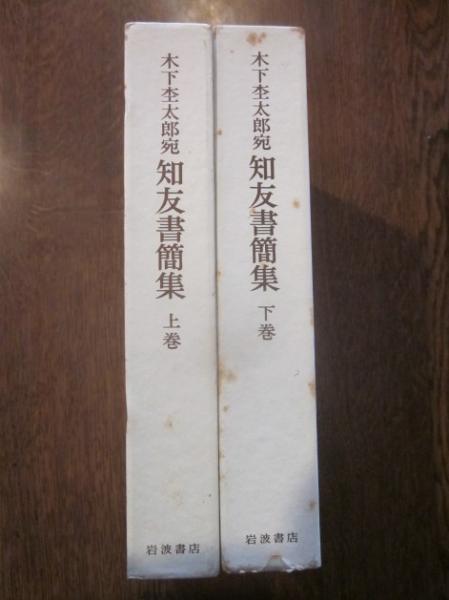 木下杢太郎宛
知友書簡集
上巻
岩波書店
木下杢太郎宛
知友書簡集
下巻
岩波書店